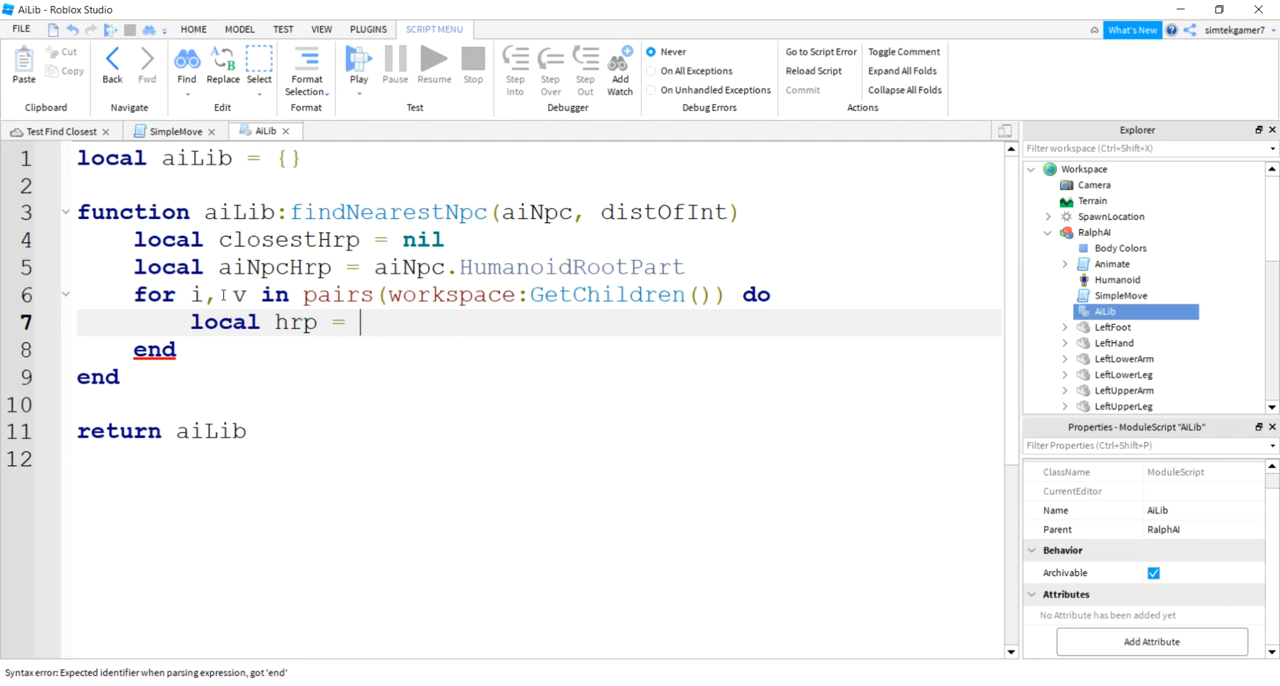 AiLib - Roblox Studio
FILE HOME MODEL TEST VIEW PLUGINS SCRIPT MENU What's New simtekgamer7
Paste Cut Copy Back Fwd Find Replace Select Format Selection Play Pause Resume Stop Step Into Step Over Step Out Add Watch
Never Go to Script Error Toggle Comment
On All Exceptions Reload Script Expand All Folds
On Unhandled Exceptions Commit Collapse All Folds
Clipboard Navigate Edit Format Test Debugger Debug Errors Actions
Test Find Closest SimpleMove AiLib
1 local aiLib = {}
2
3 function aiLib:findNearestNpc(aiNpc, distOfInt)
4 local closestHrp = nil
5 local aiNpcHrp = aiNpc.HumanoidRootPart
6 for i, v in pairs(workspace:GetChildren()) do
7 local hrp =
8 end
9 end
10
11 return aiLib
12
Explorer
Filter workspace (Ctrl+Shift+X)
Workspace
Camera
Terrain
SpawnLocation
RalphAI
Body Colors
Animate
Humanoid
SimpleMove
AiLib
LeftFoot
LeftHand
LeftLowerArm
LeftLowerLeg
LeftUpperArm
LeftUpperLeg
Properties - ModuleScript "AiLib"
Filter Properties (Ctrl+Shift+P)
ClassName ModuleScript
CurrentEditor
Name AiLib
Parent RalphAI
Behavior
Archivable
Attributes
No Attribute has been added yet
Add Attribute
Syntax error: Expected identifier when parsing expression, got 'end'